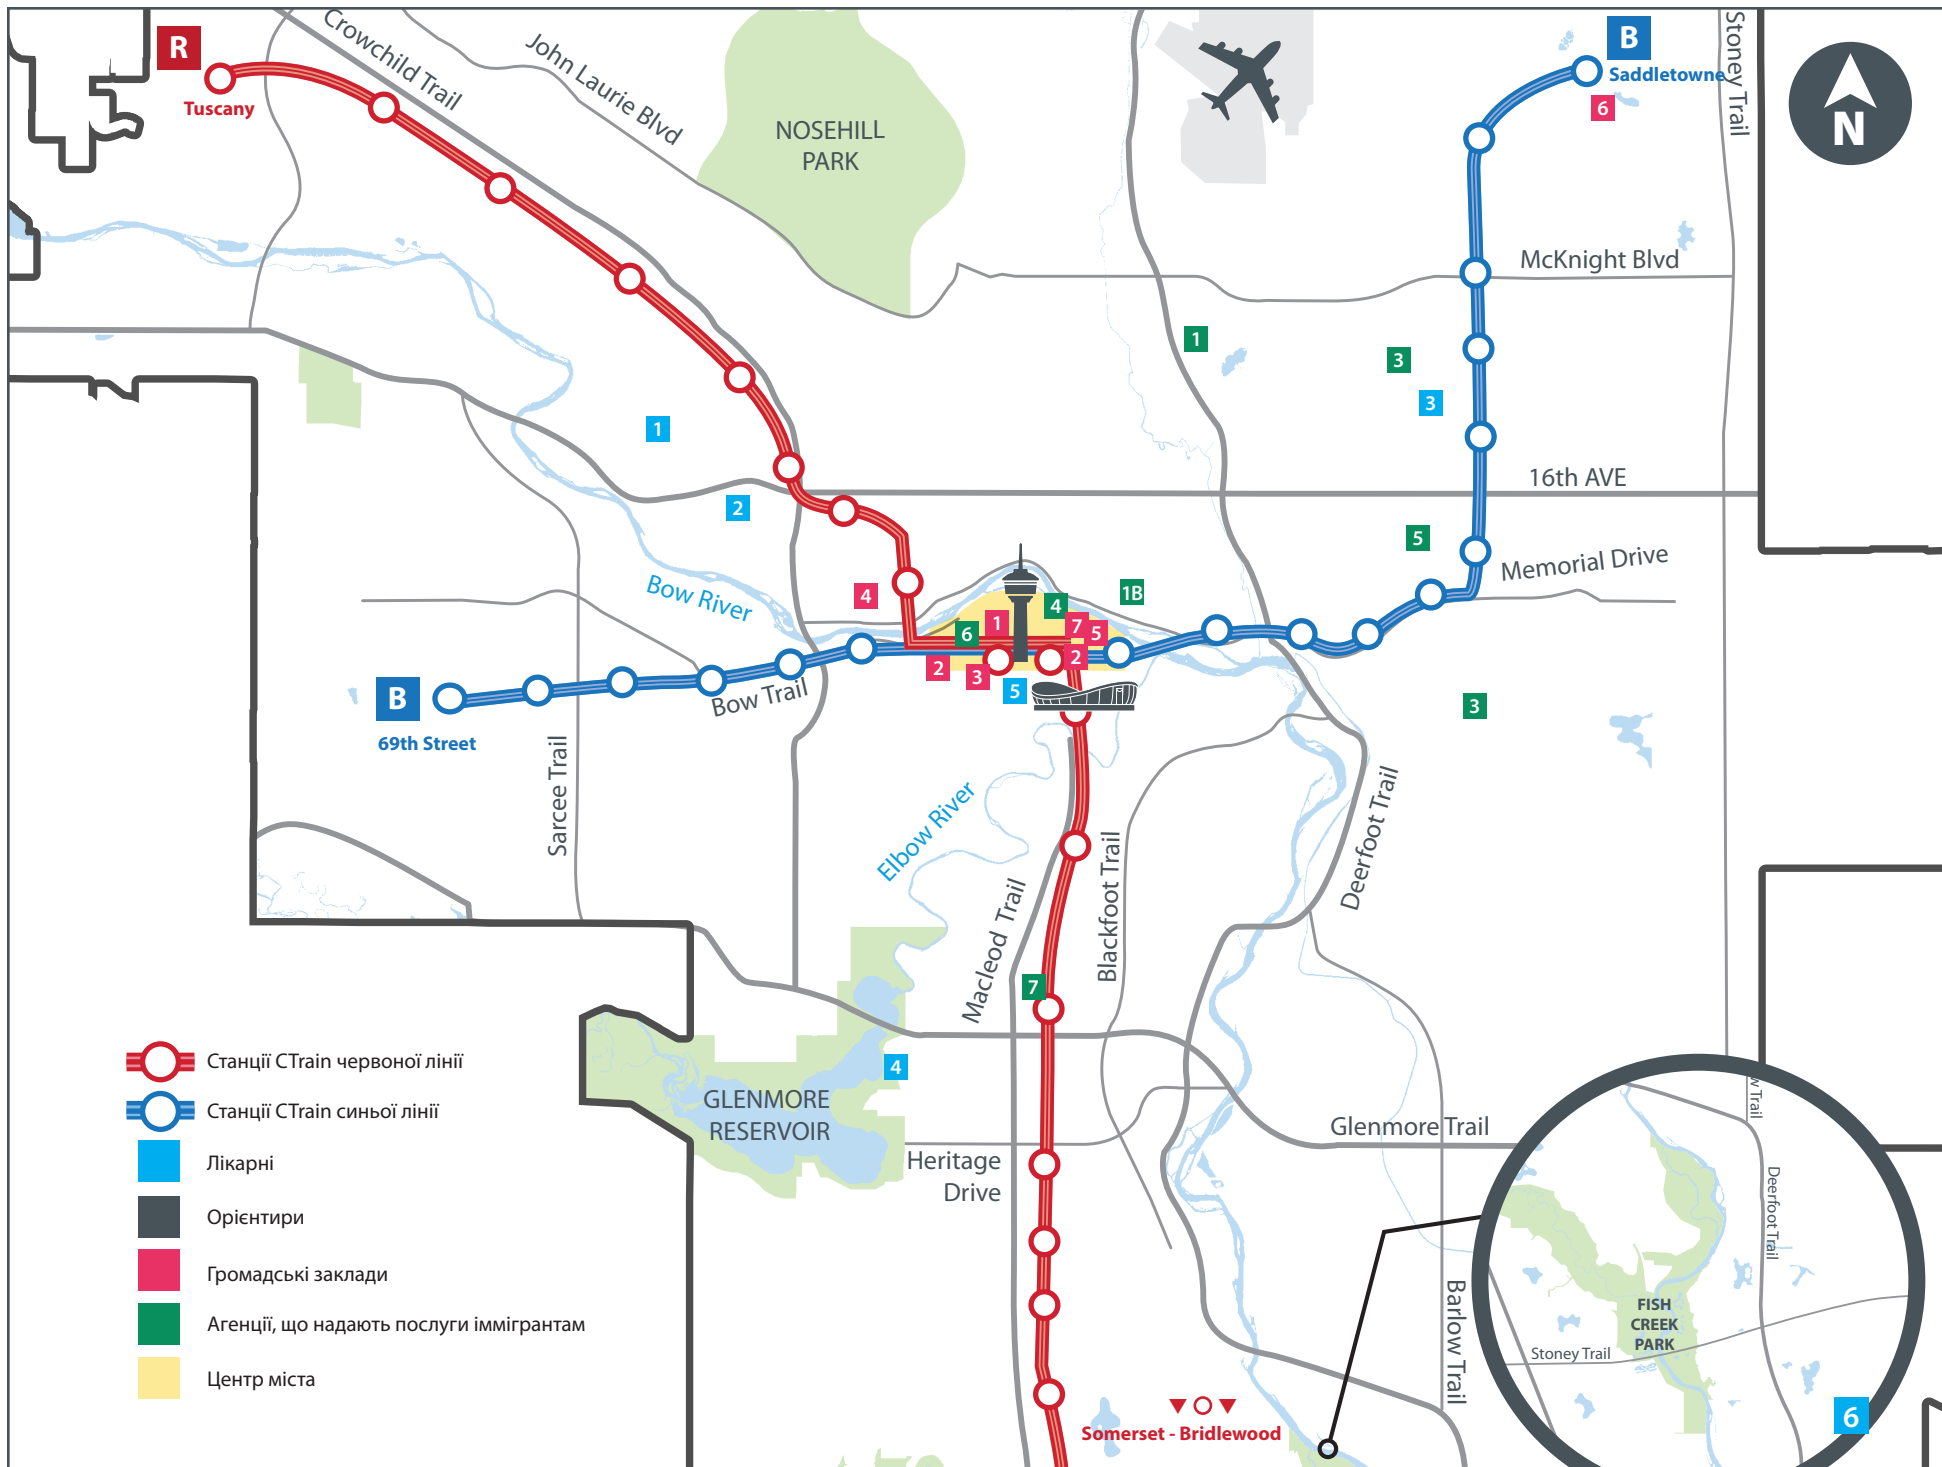 R
Tuscany
Crowchild Trail
John Laurie Blvd
NOSEHILL
PARK
B
Saddletowne
6
Stoney Trail
N
McKnight Blvd
1
3
3
1
2
16th AVE
5
Memorial Drive
Bow River
4
1B
4
1
7
5
6
2
2
3
5
B
69th Street
Bow Trail
3
Sarcee Trail
Elbow River
Deerfoot Trail
Blackfoot Trail
Macleod Trail
7
4
GLENMORE
RESERVOIR
Heritage
Drive
Glenmore Trail
Barlow Trail
Somerset - Bridlewood
w Trail
Deerfoot Trail
FISH
CREEK
PARK
Stoney Trail
6
Станції CTrain червоної лінії
Станції CTrain синьої лінії
Лікарні
Орієнтири
Громадські заклади
Агенції, що надають послуги іммігрантам
Центр міста